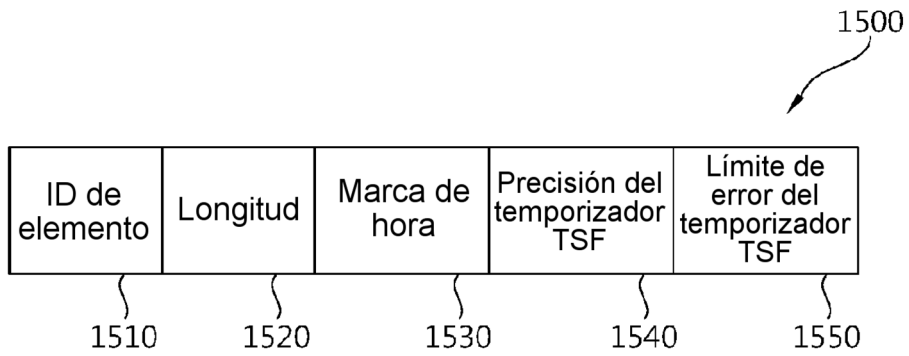 1500
ID de
elemento
Longitud
Marca de
hora
Precisión del
temporizador
TSF
Límite de
error del
temporizador
TSF
1510
1520
1530
1540
1550